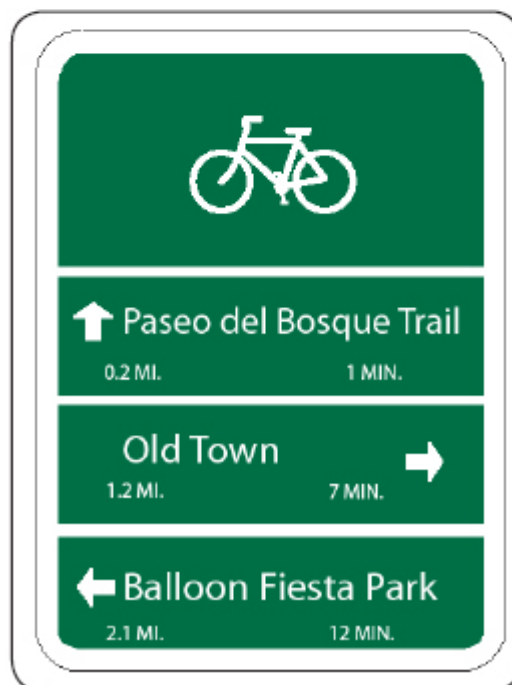 Paseo del Bosque Trail
0.2 MI. 1 MIN.
Old Town
1.2 MI. 7 MIN.
Balloon Fiesta Park
2.1 MI. 12 MIN.